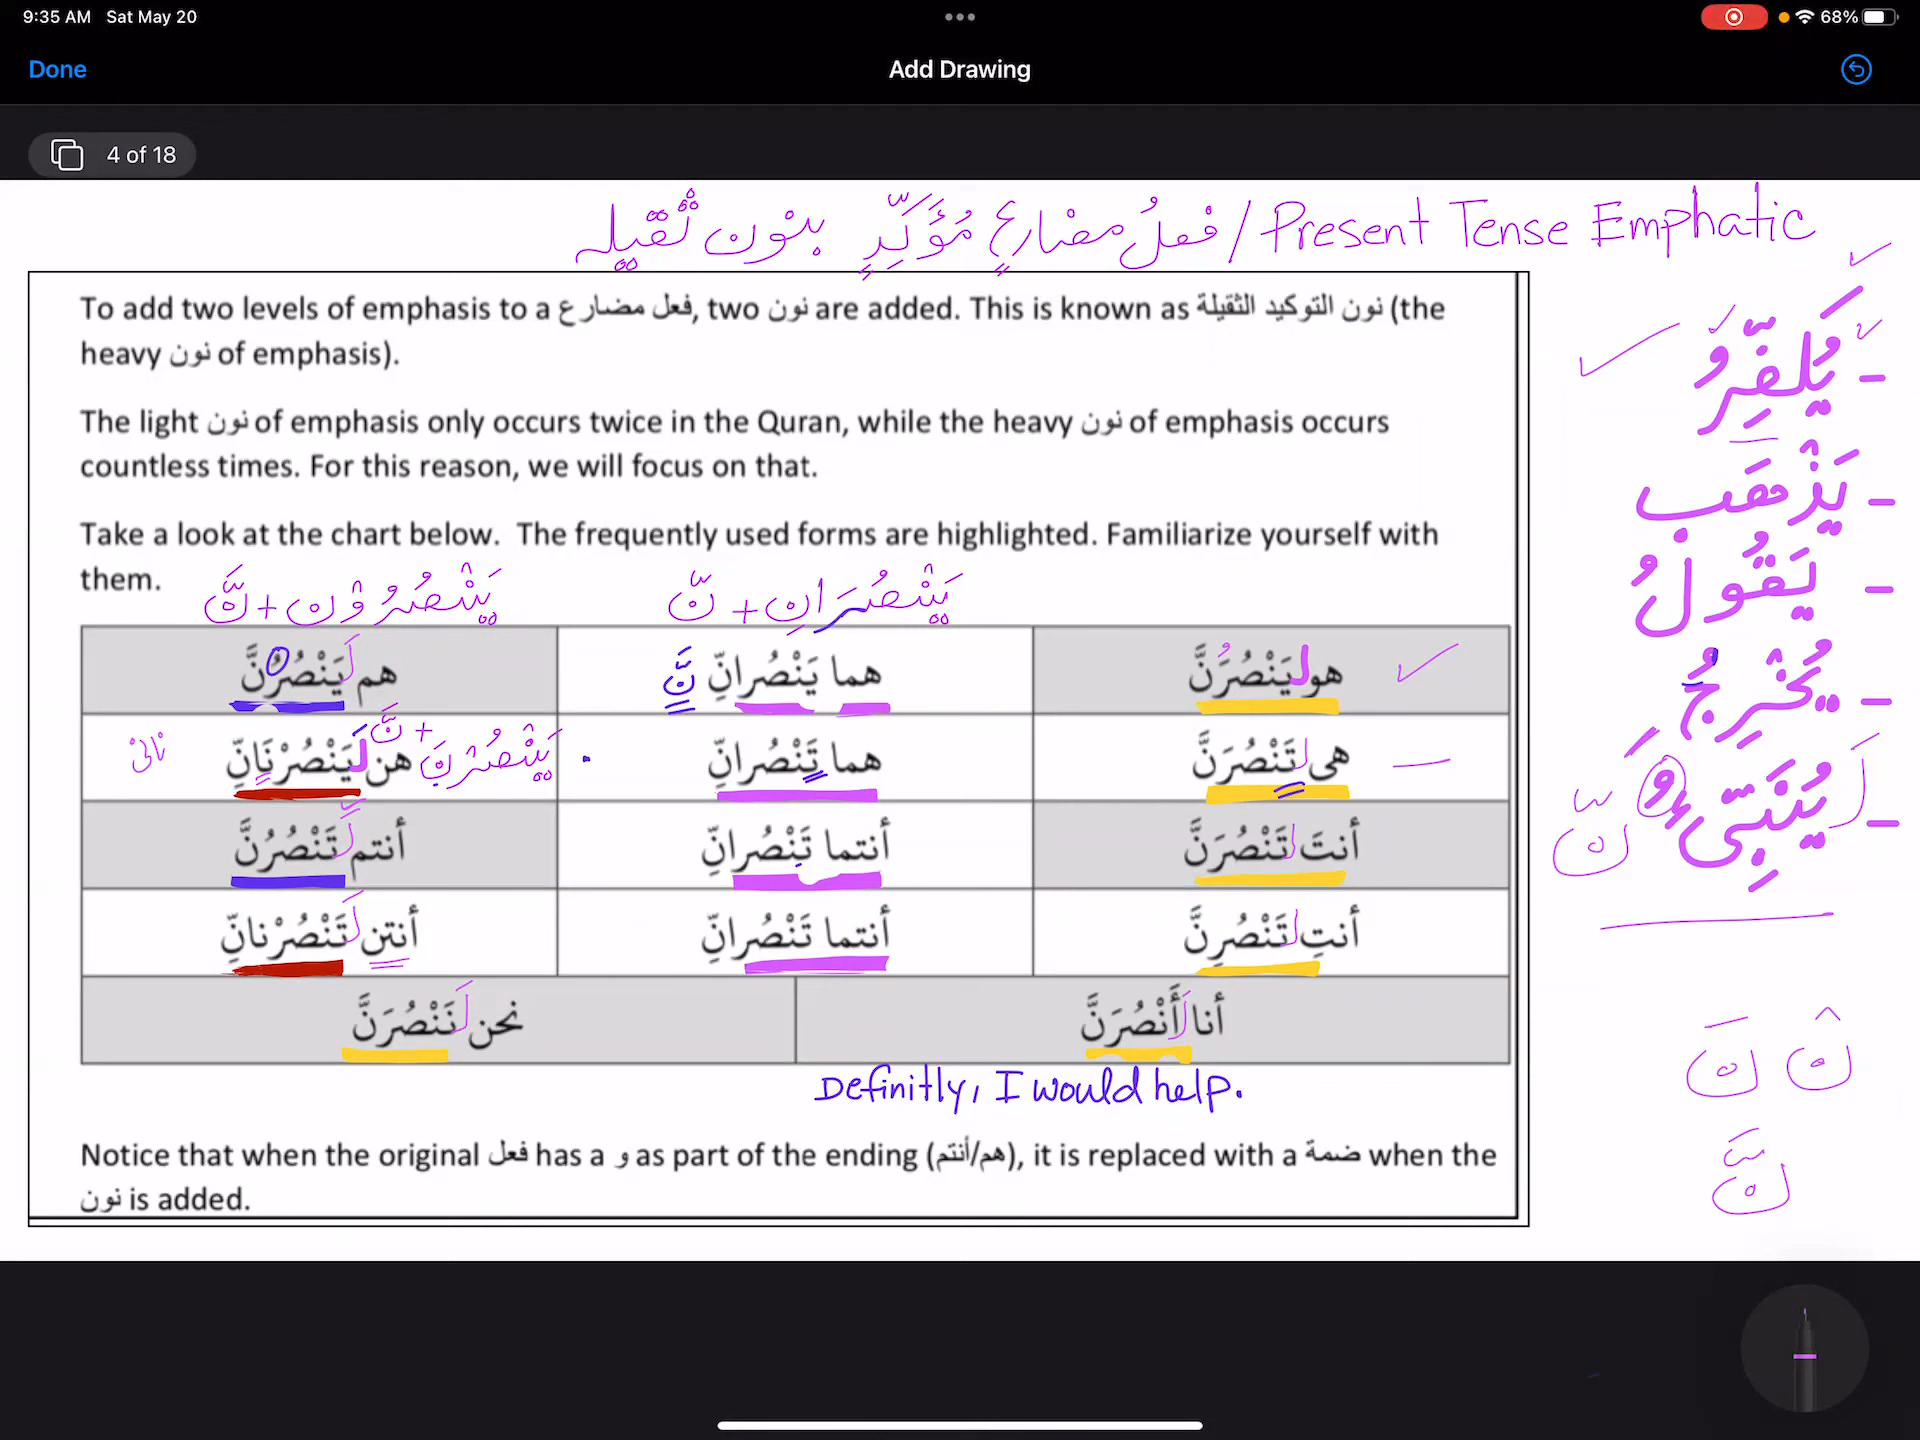 9:35 AM Sat May 20
68%
Done
Add Drawing
4 of 18
فعلُ مضارعٍ مُؤَكَّدٍ بنون ثقيله / Present Tense Emphatic
To add two levels of emphasis to a فعل مضارع, two نون are added. This is known as نون التوكيد الثقيلة (the
heavy نون of emphasis).
The light نون of emphasis only occurs twice in the Quran, while the heavy نون of emphasis occurs
countless times. For this reason, we will focus on that.
Take a look at the chart below. The frequently used forms are highlighted. Familiarize yourself with
them.
يَنْصُرَانِ + نّ
يَنْصُرُوْن + نَّ
هو لَيَنْصُرَنَّ
هما يَنْصُرانِّ نَّ
هم لَيَنْصُرُنَّ
هى لَتَنْصُرَنَّ
هما تَنْصُرانِّ
يَنْصُرْنَ + نَّ
هن لَيَنْصُرْنَانِّ
أنتَ لَتَنْصُرَنَّ
أنتما تَنْصُرانِّ
أنتم لَتَنْصُرُنَّ
أنتِ لَتَنْصُرِنَّ
أنتما تَنْصُرانِّ
أنتن لَتَنْصُرْنانِّ
أنا لَأَنْصُرَنَّ
نحن لَنَنْصُرَنَّ
Definitly, I would help.
Notice that when the original فعل has a و as part of the ending (هم/أنتم), it is replaced with a ضمة when the
نون is added.
- يُكَفِّرُ
- يَذْهَب
- يَقُولُ
- يُخْرِجُ
- لَيُنَبِّىءُ نّ
نْ نَ
نَّ